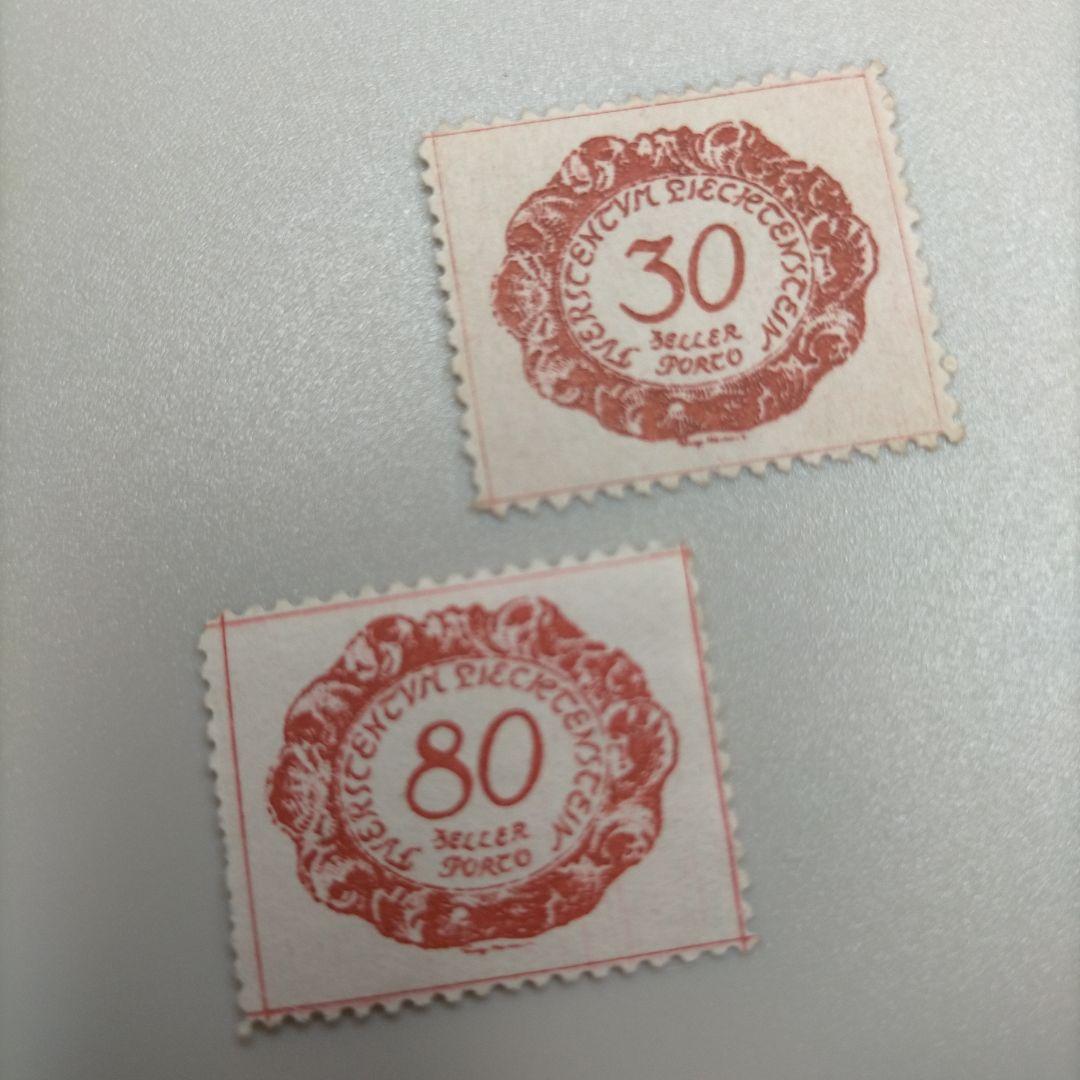 FVERSTENTVM LIECHTENSTEIN
30
HELLER
PORTO
FVERSTENTVM LIECHTENSTEIN
80
HELLER
PORTO